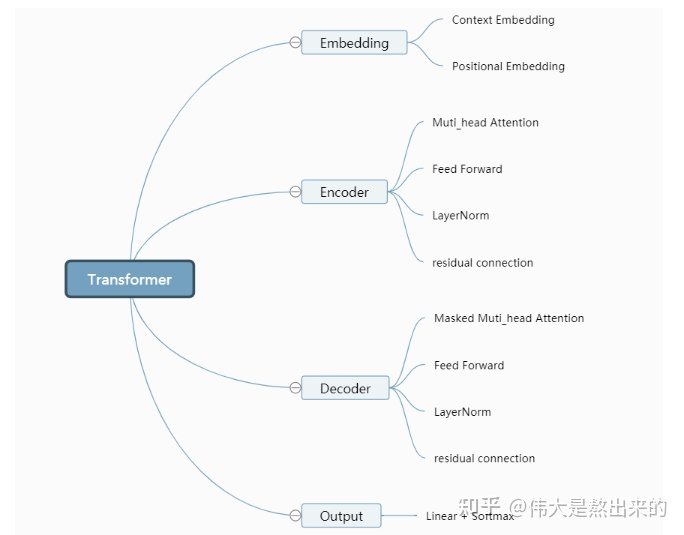 Transformer
Embedding
Context Embedding
Positional Embedding
Encoder
Muti_head Attention
Feed Forward
LayerNorm
residual connection
Decoder
Masked Muti_head Attention
Feed Forward
LayerNorm
residual connection
Output
Linear + Softmax
知乎 @伟大是熬出来的